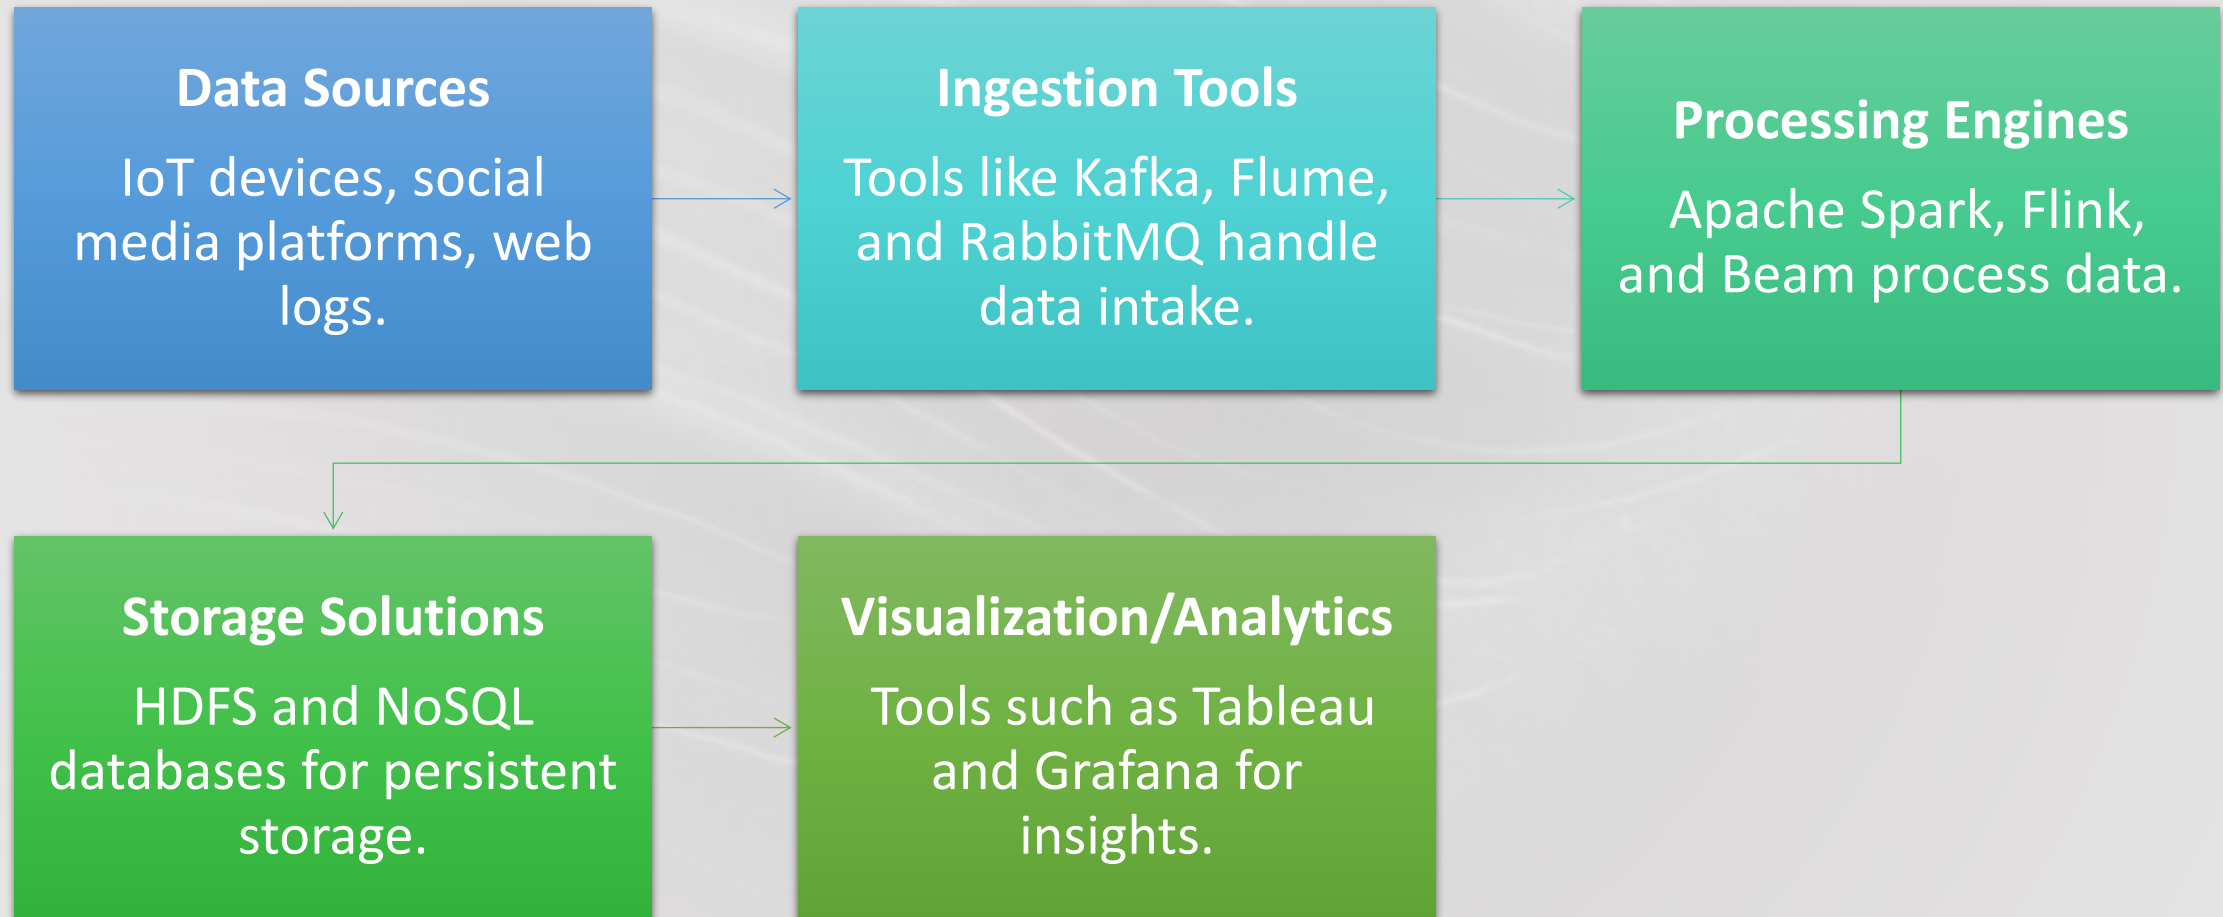 Data Sources
IoT devices, social
media platforms, web
logs.
Ingestion Tools
Tools like Kafka, Flume,
and RabbitMQ handle
data intake.
Processing Engines
Apache Spark, Flink,
and Beam process data.
Storage Solutions
HDFS and NoSQL
databases for persistent
storage.
Visualization/Analytics
Tools such as Tableau
and Grafana for
insights.